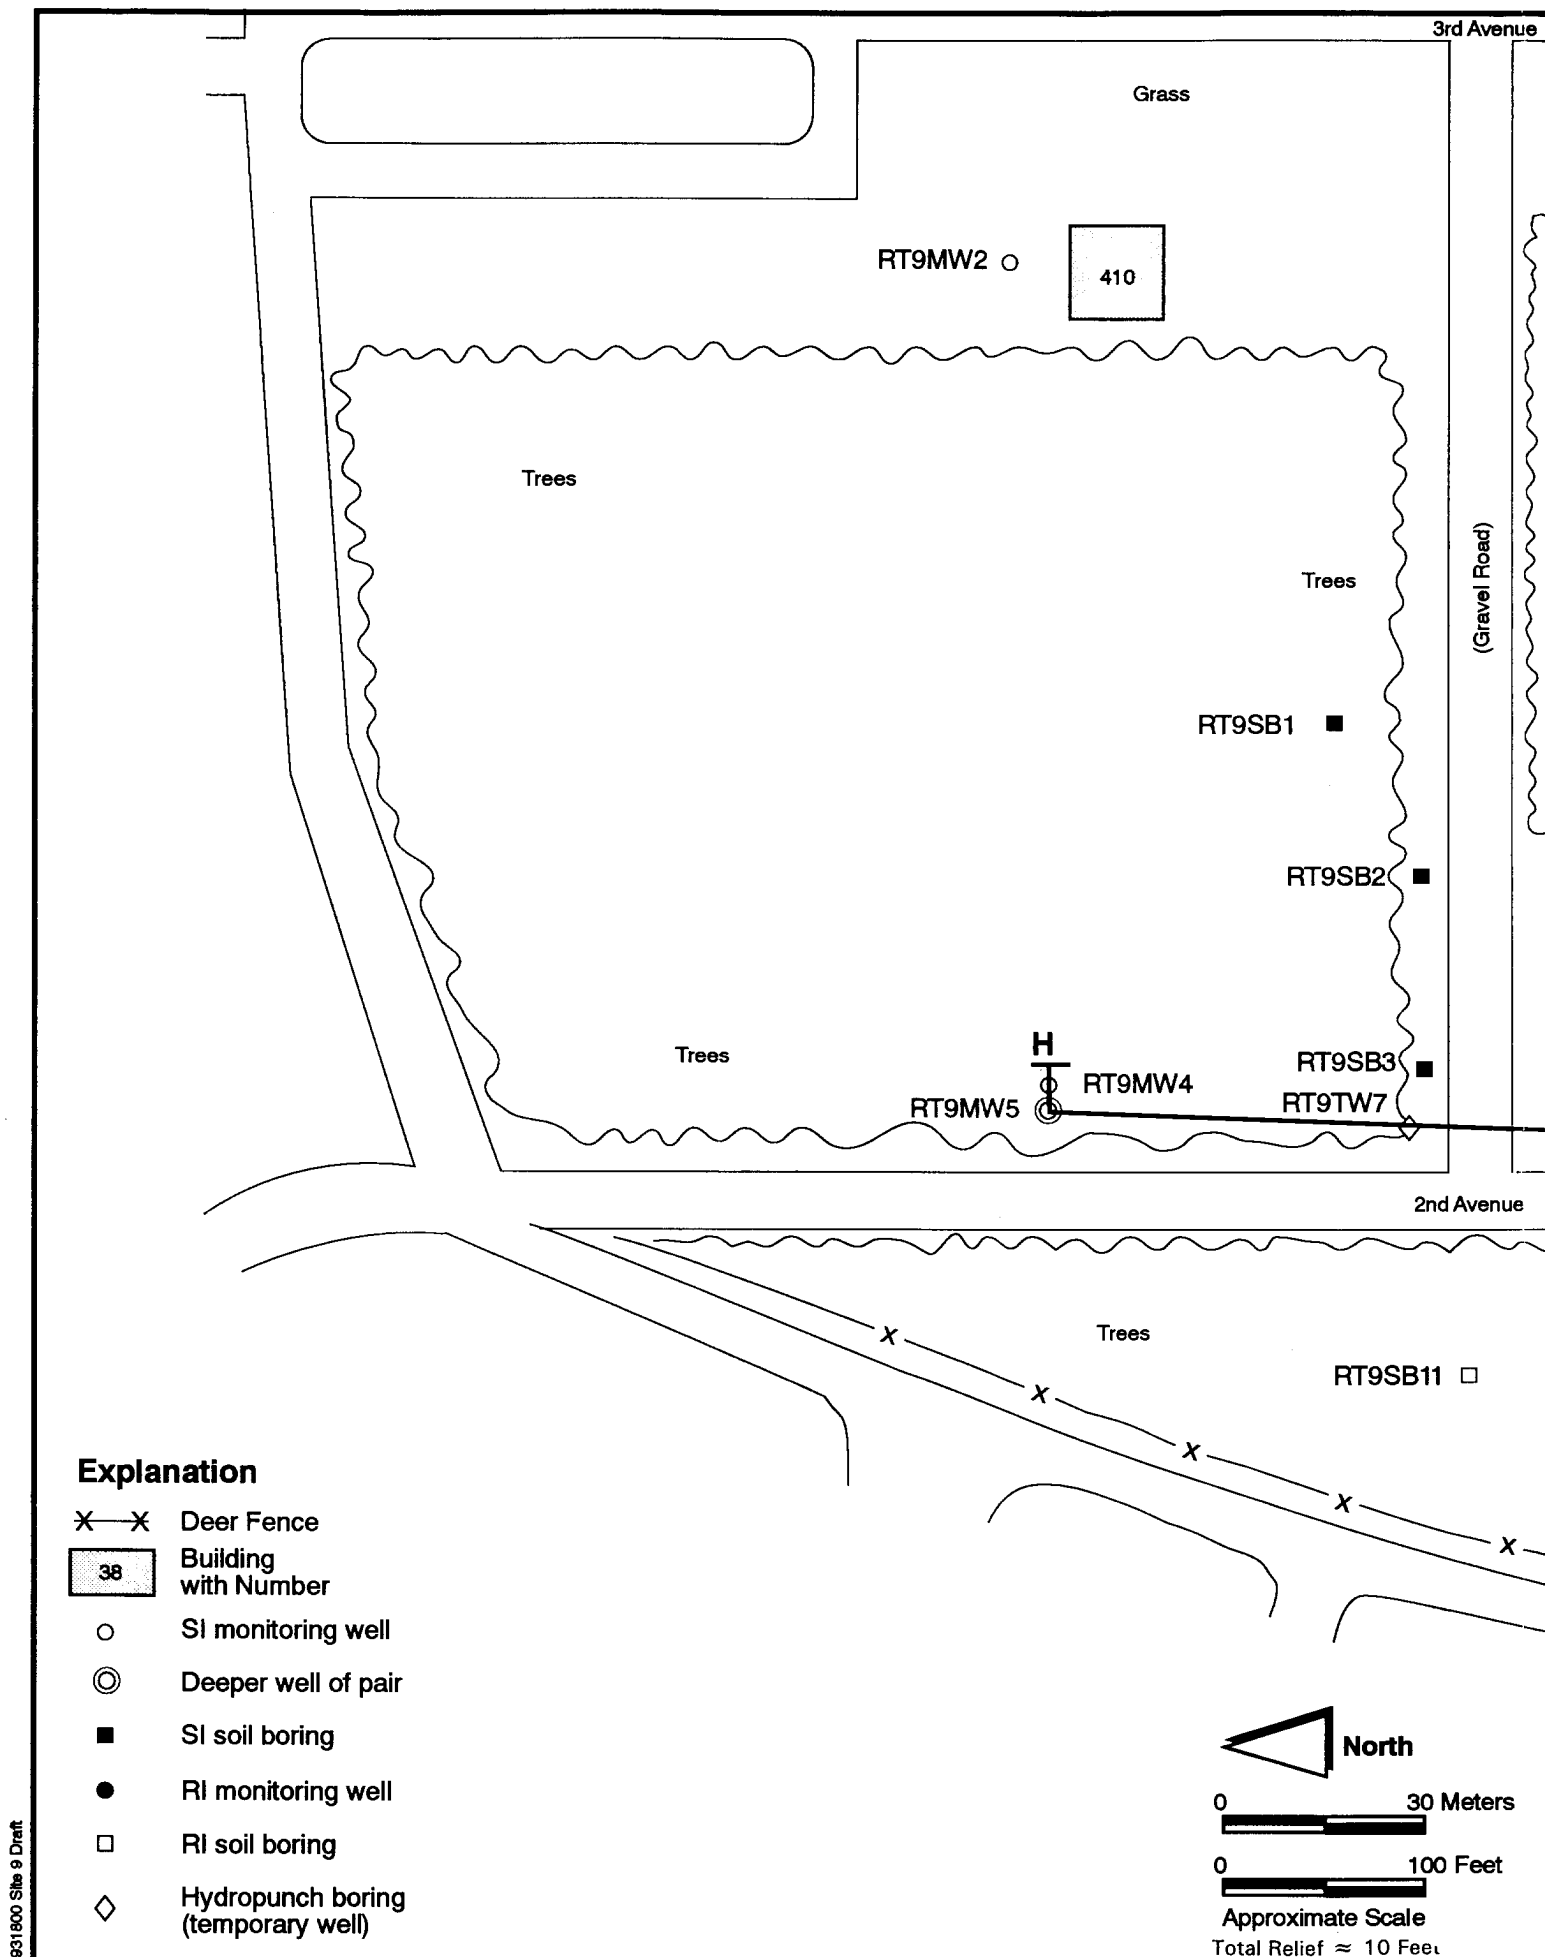 3rd Avenue
Grass
RT9MW2
410
Trees
(Gravel Road)
Trees
RT9SB1
RT9SB2
H
Trees
RT9SB3
RT9MW4
RT9MW5
RT9TW7
2nd Avenue
Trees
RT9SB11
X
X
X
X
X
Explanation
X X Deer Fence
38
Building
with Number
SI monitoring well
Deeper well of pair
SI soil boring
RI monitoring well
RI soil boring
Hydropunch boring
(temporary well)
North
0 30 Meters
0 100 Feet
Approximate Scale
Total Relief ≈ 10 Feet
931800 Site 9 Draft